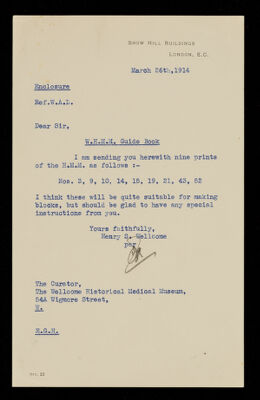 SNOW HILL BUILDINGS
LONDON, E.C.
March 26th, 1914
Enclosure
Ref.W.A.L.
Dear Sir,
W.H.M.M. Guide Book
I am sending you herewith nine prints
of the H.M.M. as follows :-
Nos. 2, 9, 10, 14, 15, 19, 21, 43, 52
I think these will be quite suitable for making
blocks, but should be glad to have any special
instructions from you.
Yours faithfully,
Henry S. Wellcome
per
The Curator,
The Wellcome Historical Medical Museum,
54A Wigmore Street,
W.